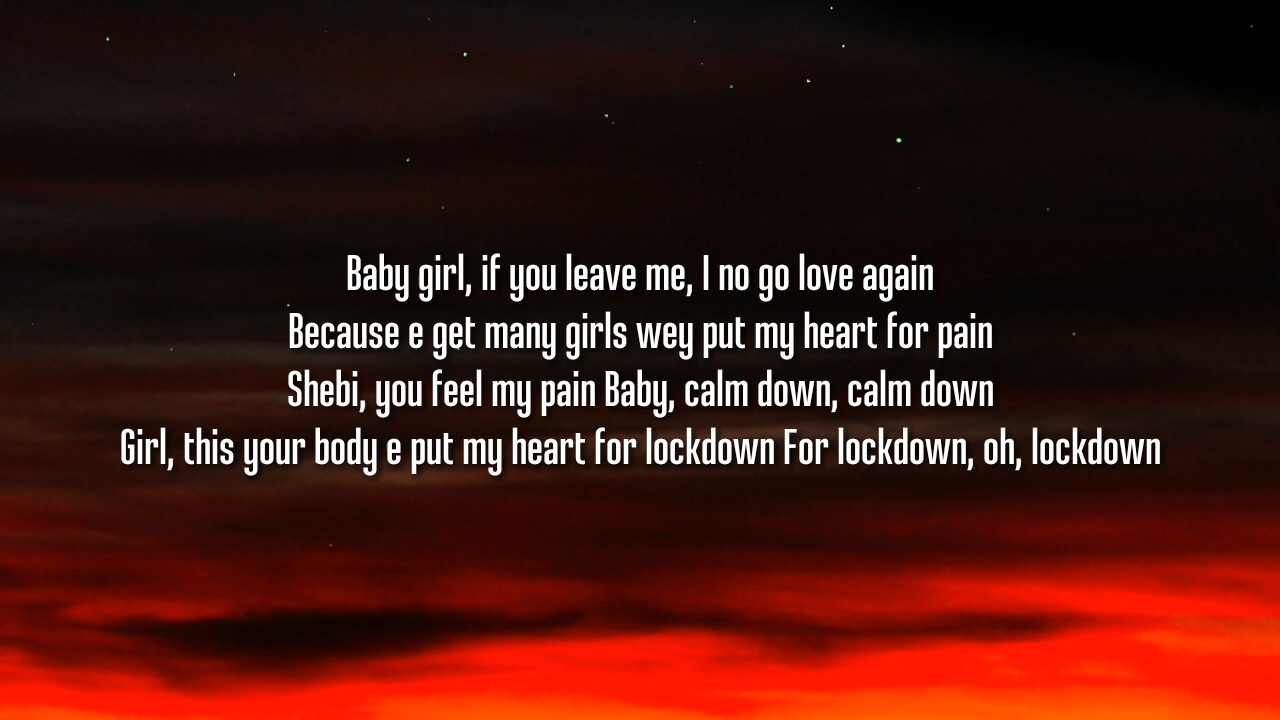 Baby girl, if you leave me, I no go love again
Because e get many girls wey put my heart for pain
Shebi, you feel my pain Baby, calm down, calm down
Girl, this your body e put my heart for lockdown For lockdown, oh, lockdown